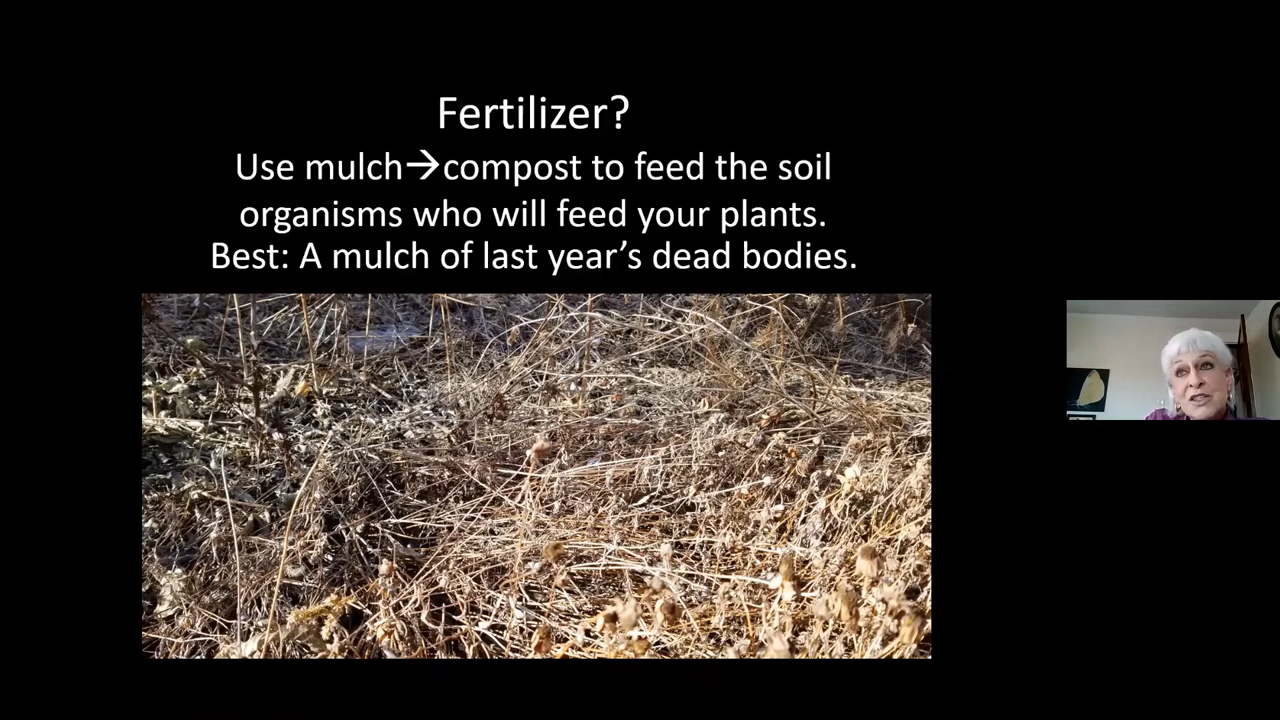 Fertilizer?
Use mulch→compost to feed the soil
organisms who will feed your plants.
Best: A mulch of last year’s dead bodies.